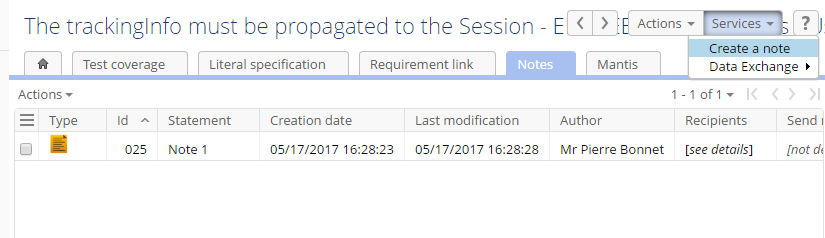 The trackingInfo must be propagated to the Session - E
Actions Services ?
Create a note
Data Exchange
Test coverage Literal specification Requirement link Notes Mantis
Actions 1 - 1 of 1
Type Id Statement Creation date Last modification Author Recipients Send
025 Note 1 05/17/2017 16:28:23 05/17/2017 16:28:28 Mr Pierre Bonnet [see details] [not de